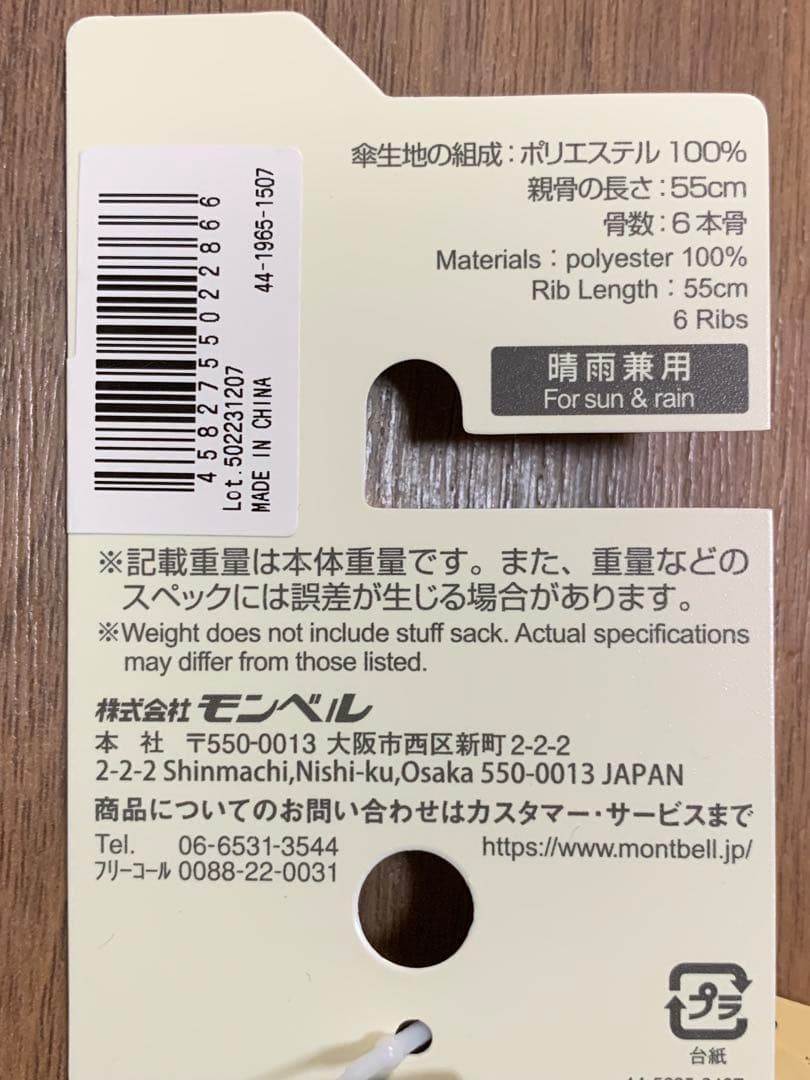 傘生地の組成：ポリエステル 100%
親骨の長さ：55cm
骨数：6本骨
Materials：polyester 100%
Rib Length：55cm
6 Ribs
晴雨兼用
For sun & rain
4582755022866
44-1965-1507
Lot.502231207
MADE IN CHINA
※記載重量は本体重量です。また、重量などの
スペックには誤差が生じる場合があります。
※Weight does not include stuff sack. Actual specifications
may differ from those listed.
株式会社 モンベル
本 社 〒550-0013 大阪市西区新町2-2-2
2-2-2 Shinmachi,Nishi-ku,Osaka 550-0013 JAPAN
商品についてのお問い合わせはカスタマー・サービスまで
Tel. 06-6531-3544
フリーコール 0088-22-0031
https://www.montbell.jp/
プラ
台紙